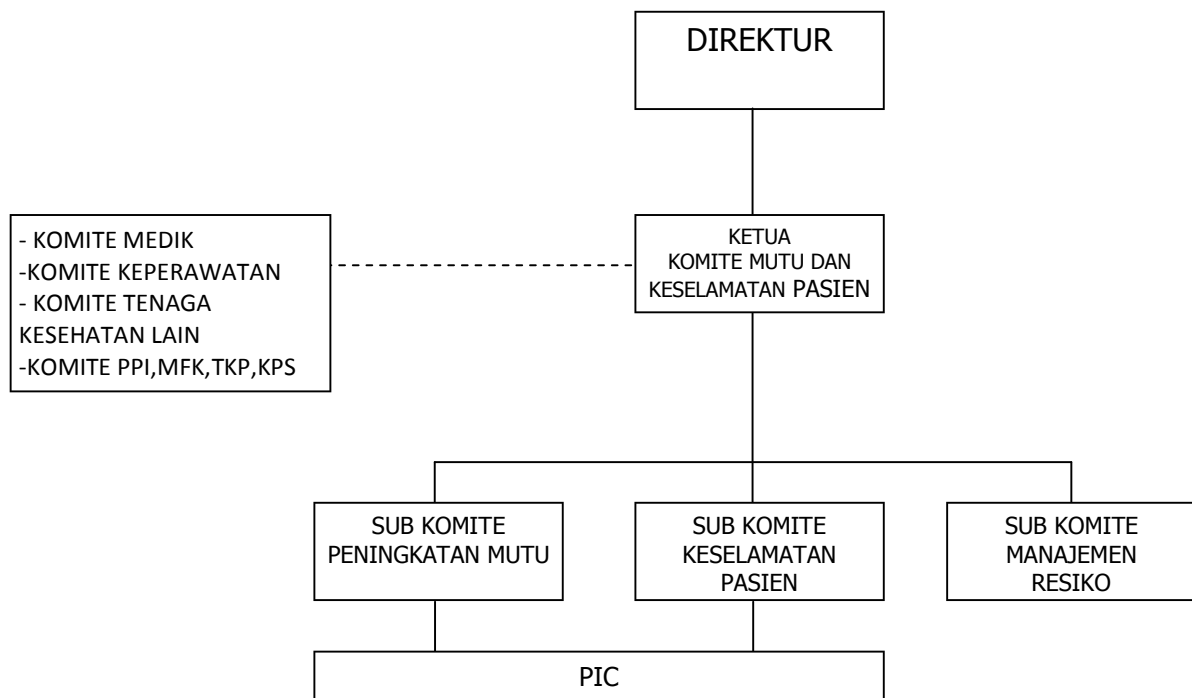 DIREKTUR
- KOMITE MEDIK
-KOMITE KEPERAWATAN
- KOMITE TENAGA
KESEHATAN LAIN
-KOMITE PPI,MFK,TKP,KPS
KETUA
KOMITE MUTU DAN
KESELAMATAN PASIEN
SUB KOMITE
PENINGKATAN MUTU
SUB KOMITE
KESELAMATAN
PASIEN
SUB KOMITE
MANAJEMEN
RESIKO
PIC